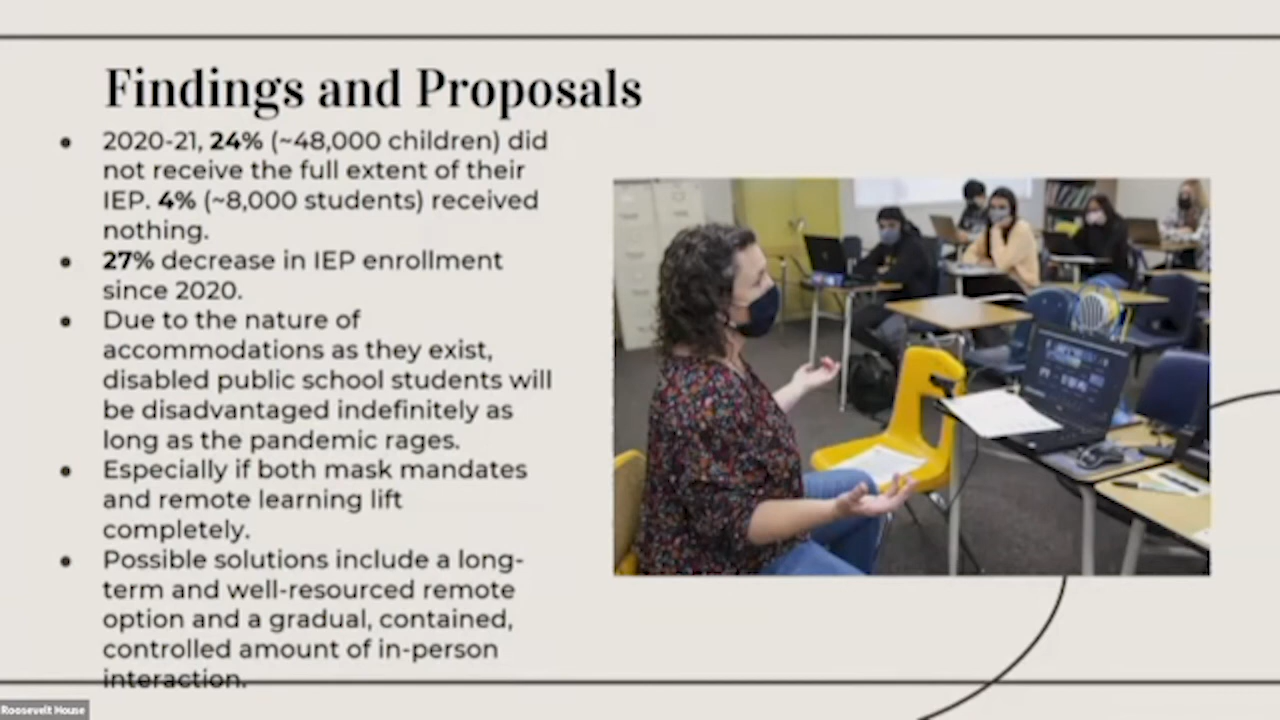 Findings and Proposals
● 2020-21, 24% (~48,000 children) did
not receive the full extent of their
IEP. 4% (~8,000 students) received
nothing.
● 27% decrease in IEP enrollment
since 2020.
● Due to the nature of
accommodations as they exist,
disabled public school students will
be disadvantaged indefinitely as
long as the pandemic rages.
● Especially if both mask mandates
and remote learning lift
completely.
● Possible solutions include a long-
term and well-resourced remote
option and a gradual, contained,
controlled amount of in-person
interaction.
Roosevelt House